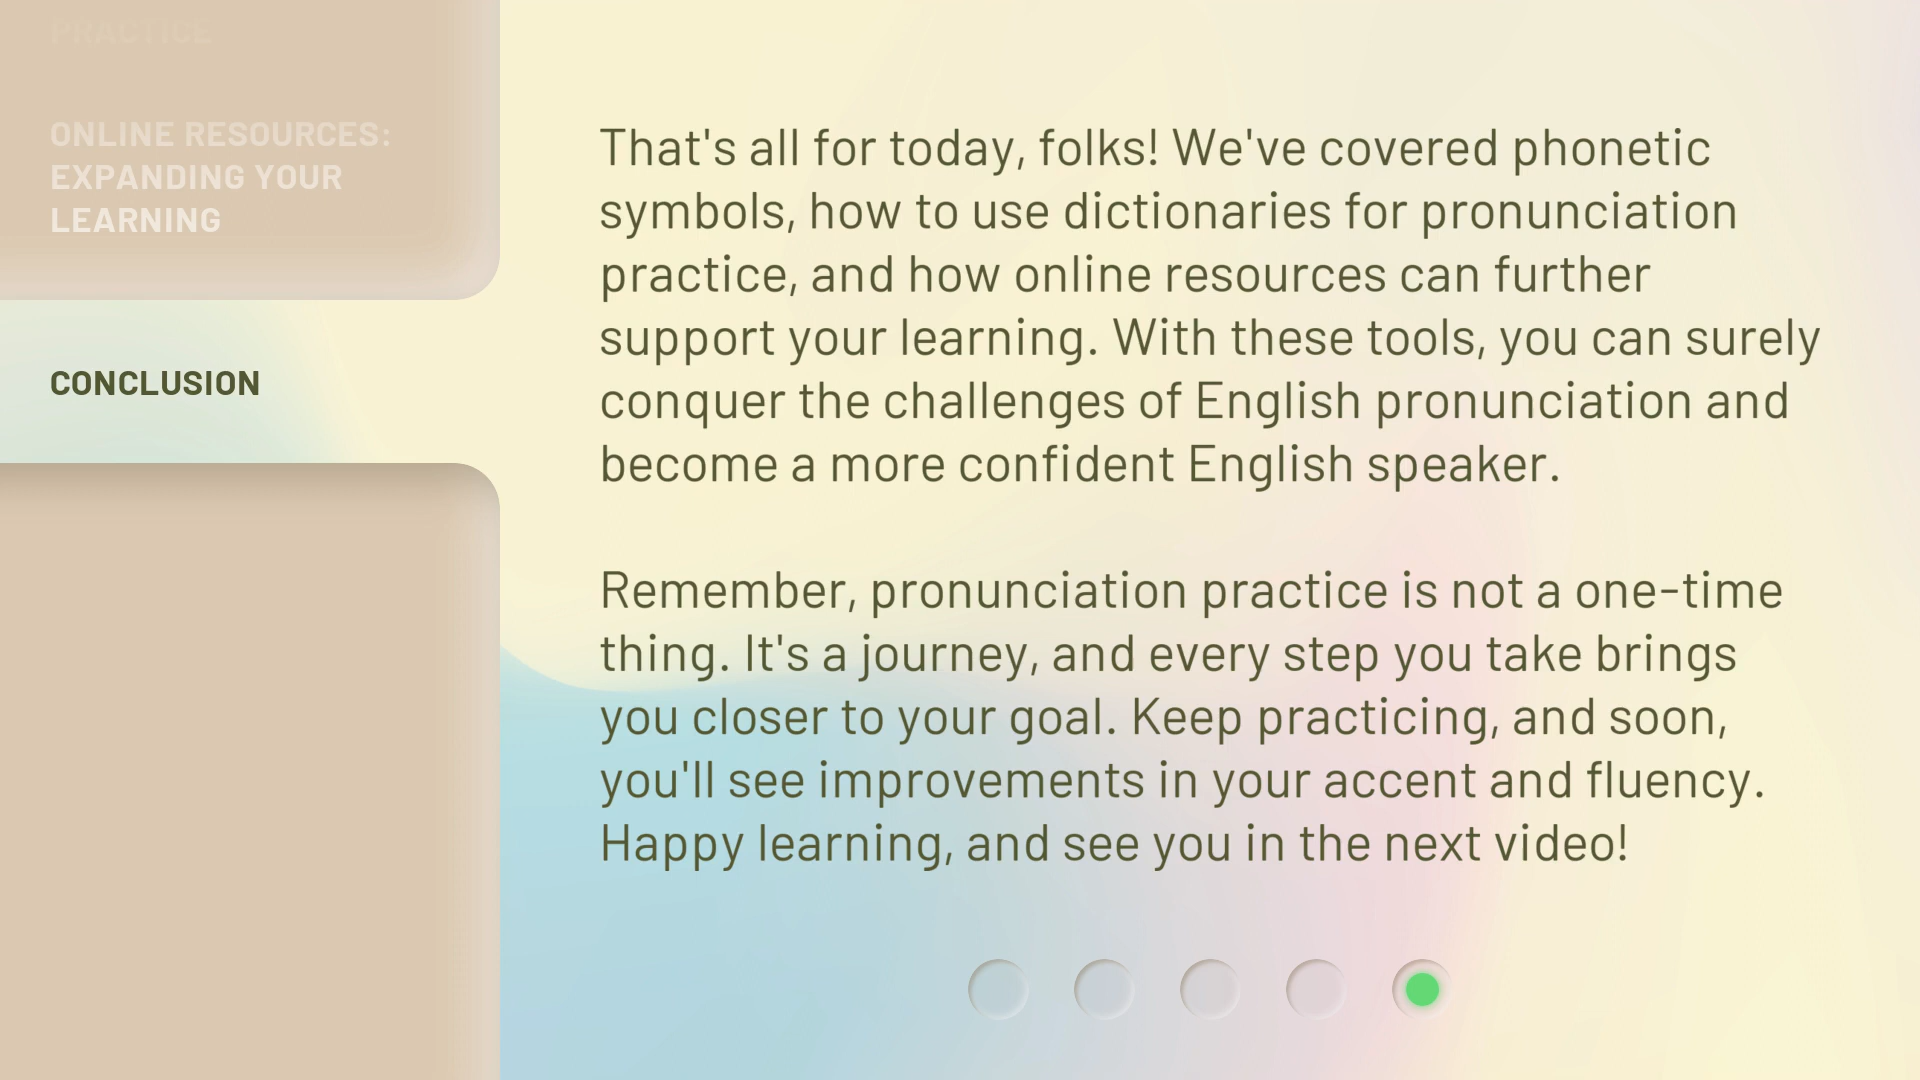 PRACTICE
ONLINE RESOURCES:
EXPANDING YOUR
LEARNING
CONCLUSION
That's all for today, folks! We've covered phonetic
symbols, how to use dictionaries for pronunciation
practice, and how online resources can further
support your learning. With these tools, you can surely
conquer the challenges of English pronunciation and
become a more confident English speaker.
Remember, pronunciation practice is not a one-time
thing. It's a journey, and every step you take brings
you closer to your goal. Keep practicing, and soon,
you'll see improvements in your accent and fluency.
Happy learning, and see you in the next video!